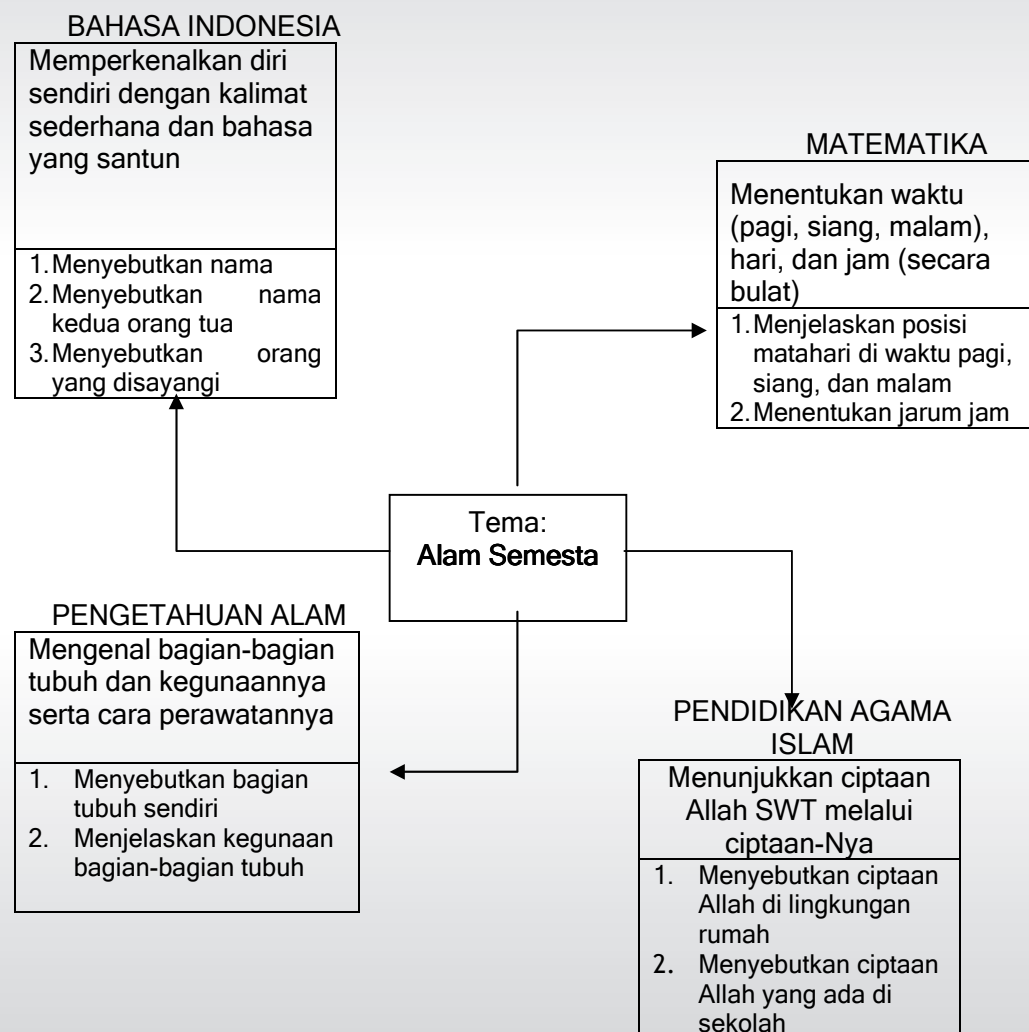 BAHASA INDONESIA
Memperkenalkan diri
sendiri dengan kalimat
sederhana dan bahasa
yang santun
1.Menyebutkan nama
2.Menyebutkan nama
kedua orang tua
3.Menyebutkan orang
yang disayangi
MATEMATIKA
Menentukan waktu
(pagi, siang, malam),
hari, dan jam (secara
bulat)
1.Menjelaskan posisi
matahari di waktu pagi,
siang, dan malam
2.Menentukan jarum jam
Tema:
Alam Semesta
PENGETAHUAN ALAM
Mengenal bagian-bagian
tubuh dan kegunaannya
serta cara perawatannya
1. Menyebutkan bagian
tubuh sendiri
2. Menjelaskan kegunaan
bagian-bagian tubuh
PENDIDIKAN AGAMA
ISLAM
Menunjukkan ciptaan
Allah SWT melalui
ciptaan-Nya
1. Menyebutkan ciptaan
Allah di lingkungan
rumah
2. Menyebutkan ciptaan
Allah yang ada di
sekolah